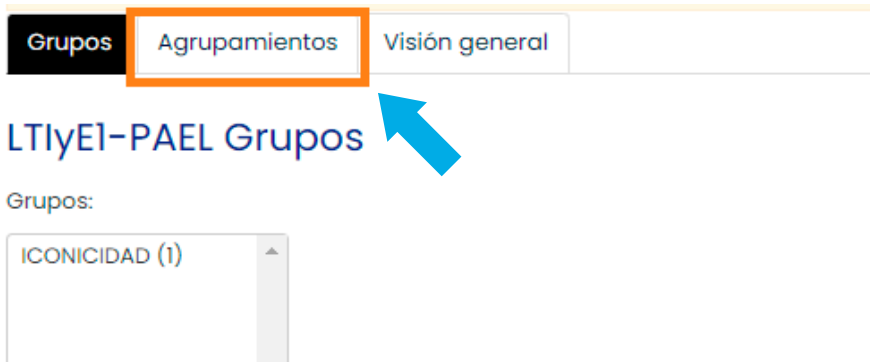 Grupos Agrupamientos Visión general
LTIyE1-PAEL Grupos
Grupos:
ICONICIDAD (1)